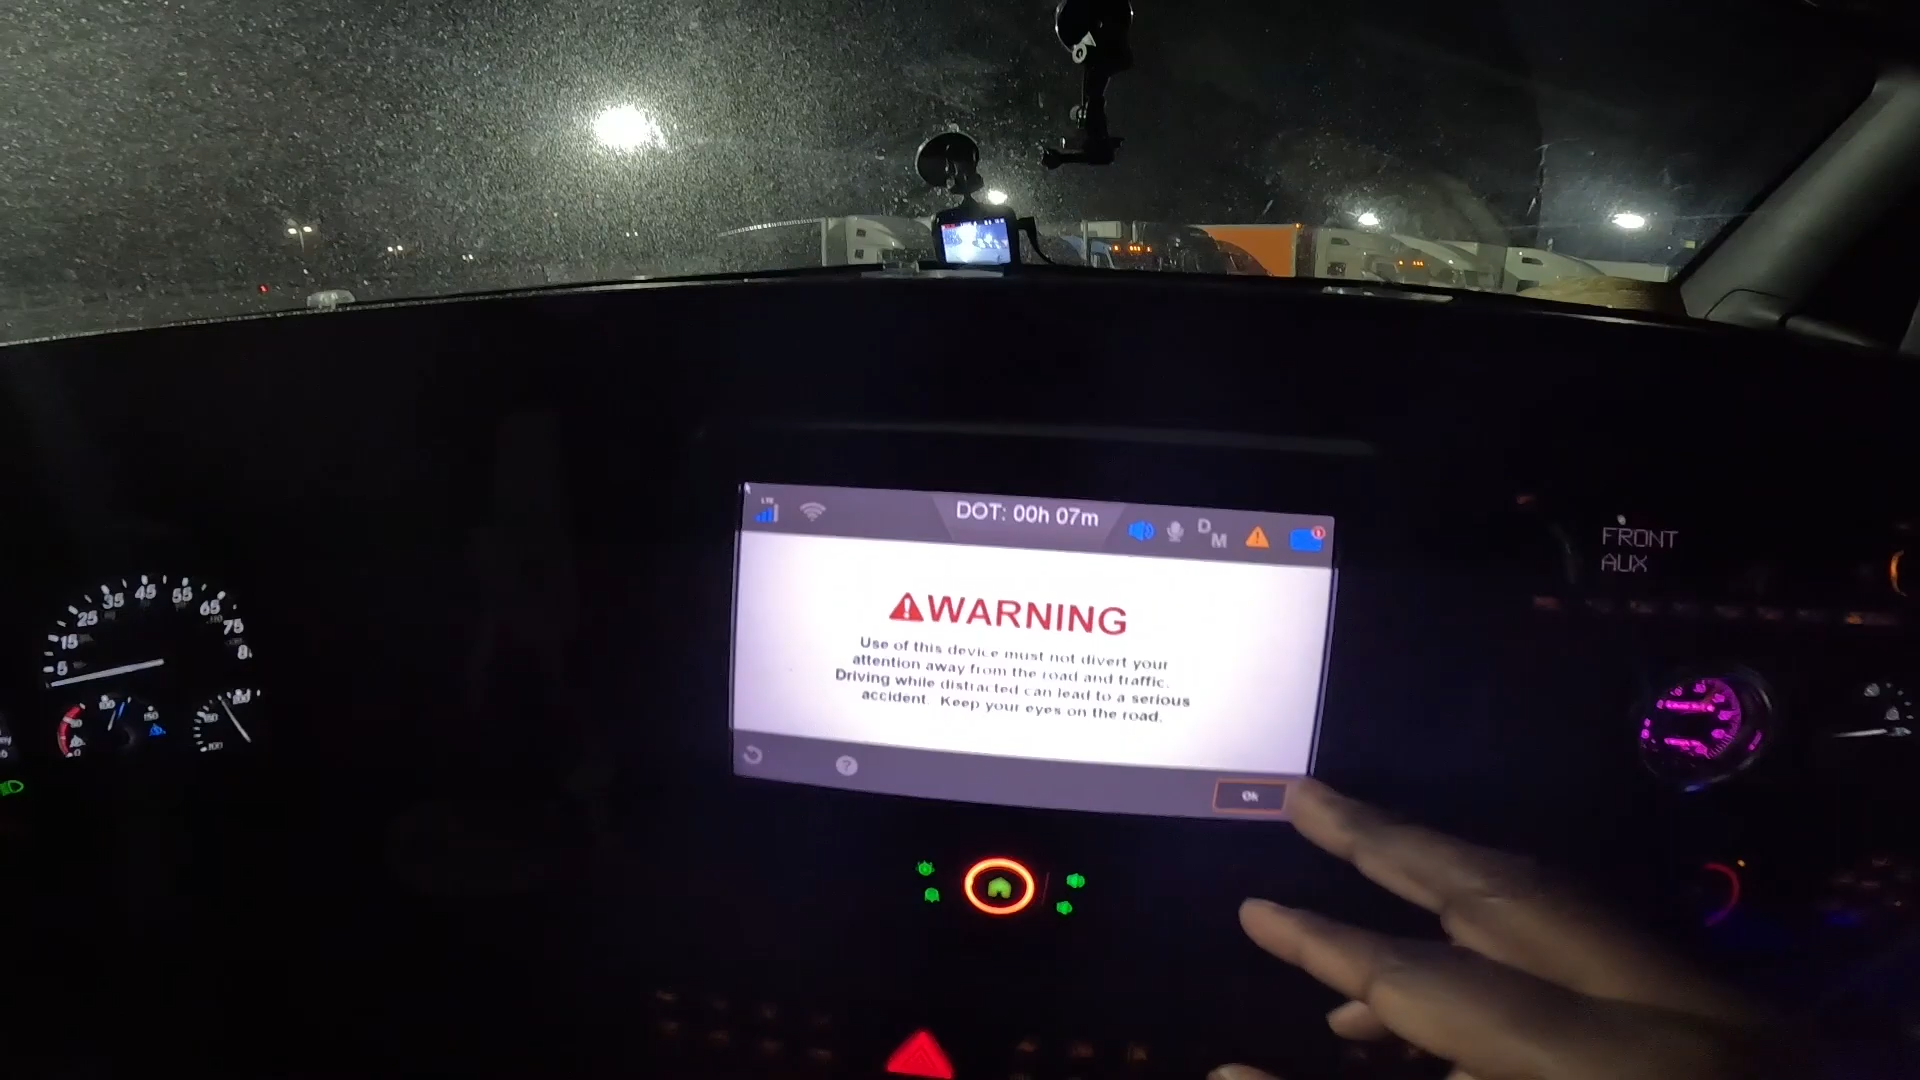 LTE
DOT: 00h 07m
D
M
WARNING
Use of this device must not divert your
attention away from the road and traffic.
Driving while distracted can lead to a serious
accident. Keep your eyes on the road.
?
Ok
FRONT
AUX
5
15
25
35
45
55
65
75